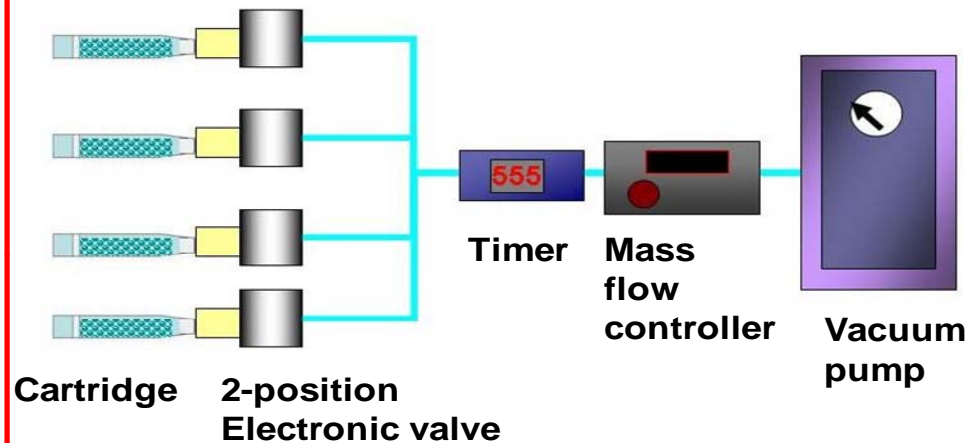 555
Timer
Mass
flow
controller
Vacuum
pump
Cartridge
2-position
Electronic valve